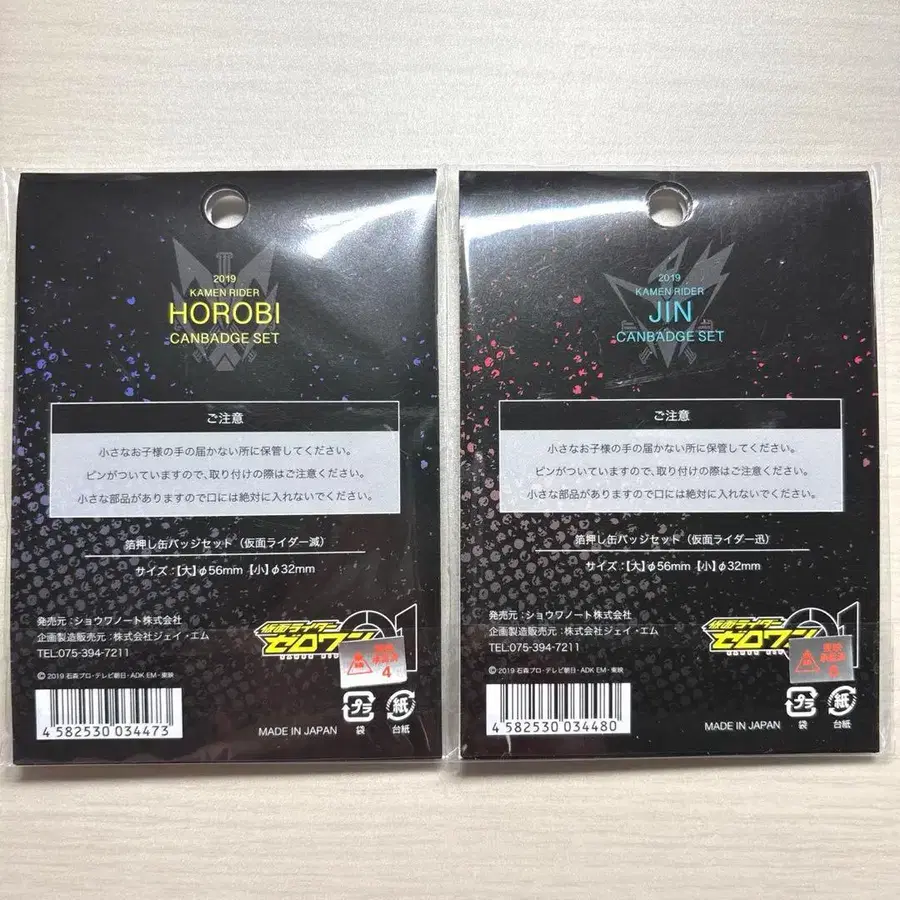 2019
KAMEN RIDER
HOROBI
CANBADGE SET
ご注意
小さなお子様の手の届かない所に保管してください。
ピンがついていますので、取り付けの際はご注意ください。
小さな部品がありますので口には絶対に入れないでください。
箔押し缶バッジセット（仮面ライダー滅）
サイズ：【大】φ56mm【小】φ32mm
発売元：ショウワノート株式会社
企画製造販売元：株式会社ジェイ・エム
TEL:075-394-7211
©2019 石森プロ・テレビ朝日・ADK EM・東映
仮面ライダー
ゼロワン
01
4
4 582530 034473
MADE IN JAPAN
プラ
袋
紙
台紙
2019
KAMEN RIDER
JIN
CANBADGE SET
ご注意
小さなお子様の手の届かない所に保管してください。
ピンがついていますので、取り付けの際はご注意ください。
小さな部品がありますので口には絶対に入れないでください。
箔押し缶バッジセット（仮面ライダー迅）
サイズ：【大】φ56mm【小】φ32mm
発売元：ショウワノート株式会社
企画製造販売元：株式会社ジェイ・エム
TEL:075-394-7211
©2019 石森プロ・テレビ朝日・ADK EM・東映
仮面ライダー
ゼロワン
01
4 582530 034480
MADE IN JAPAN
プラ
袋
紙
台紙